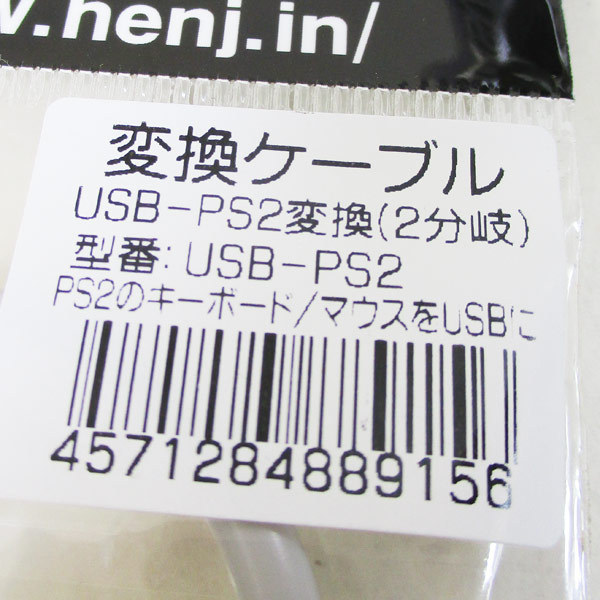 w.henj.in/
変換ケーブル
USB-PS2変換(2分岐)
型番: USB-PS2
PS2のキーボード/マウスをUSBに
4571284889156